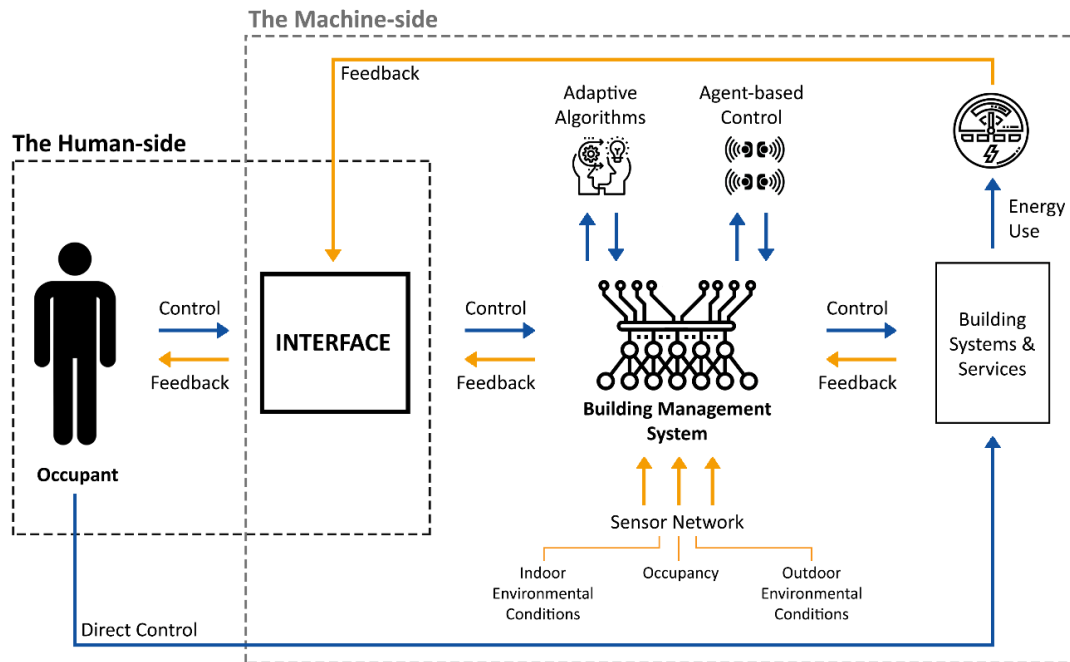 The Machine-side
Feedback
Adaptive
Algorithms
Agent-based
Control
The Human-side
Energy
Use
Control
Feedback
INTERFACE
Control
Feedback
Control
Feedback
Building
Systems &
Services
Building Management
System
Occupant
Sensor Network
Indoor
Environmental
Conditions
Occupancy
Outdoor
Environmental
Conditions
Direct Control